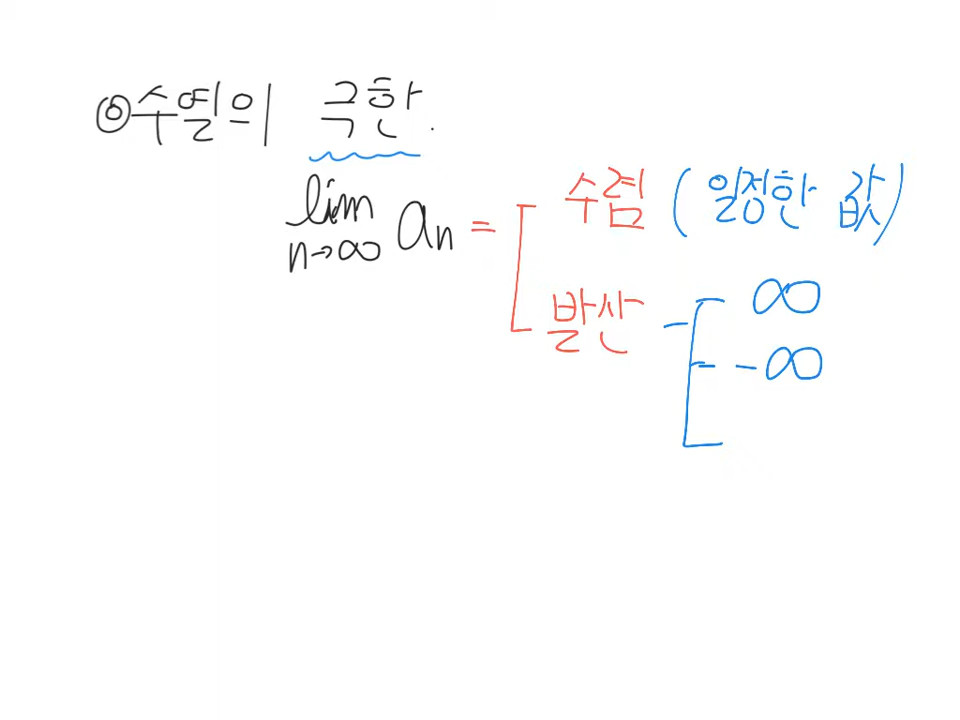 ◎수열의 극한.
lim n→∞ an = 수렴 (일정한 값)
발산 - ∞
-∞